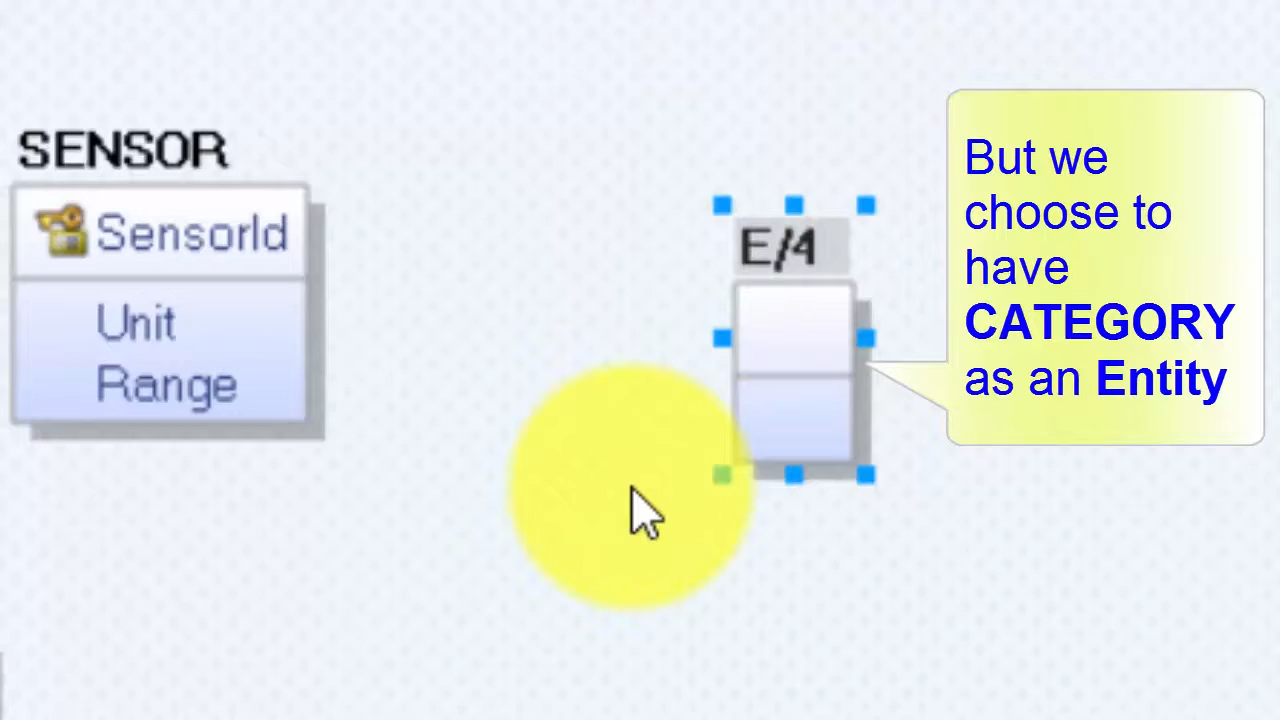 SENSOR
SensorId
Unit
Range
E/4
But we
choose to
have
CATEGORY
as an Entity